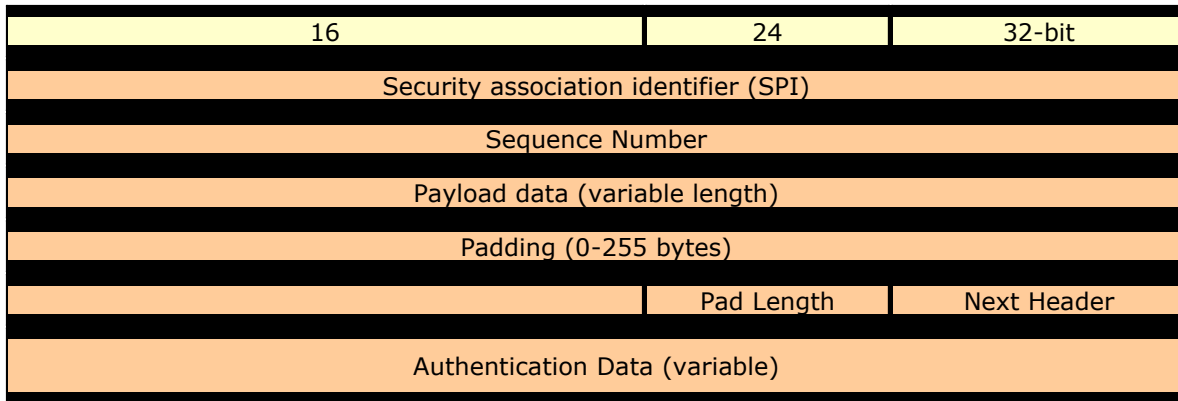 16 24 32-bit
Security association identifier (SPI)
Sequence Number
Payload data (variable length)
Padding (0-255 bytes)
Pad Length Next Header
Authentication Data (variable)